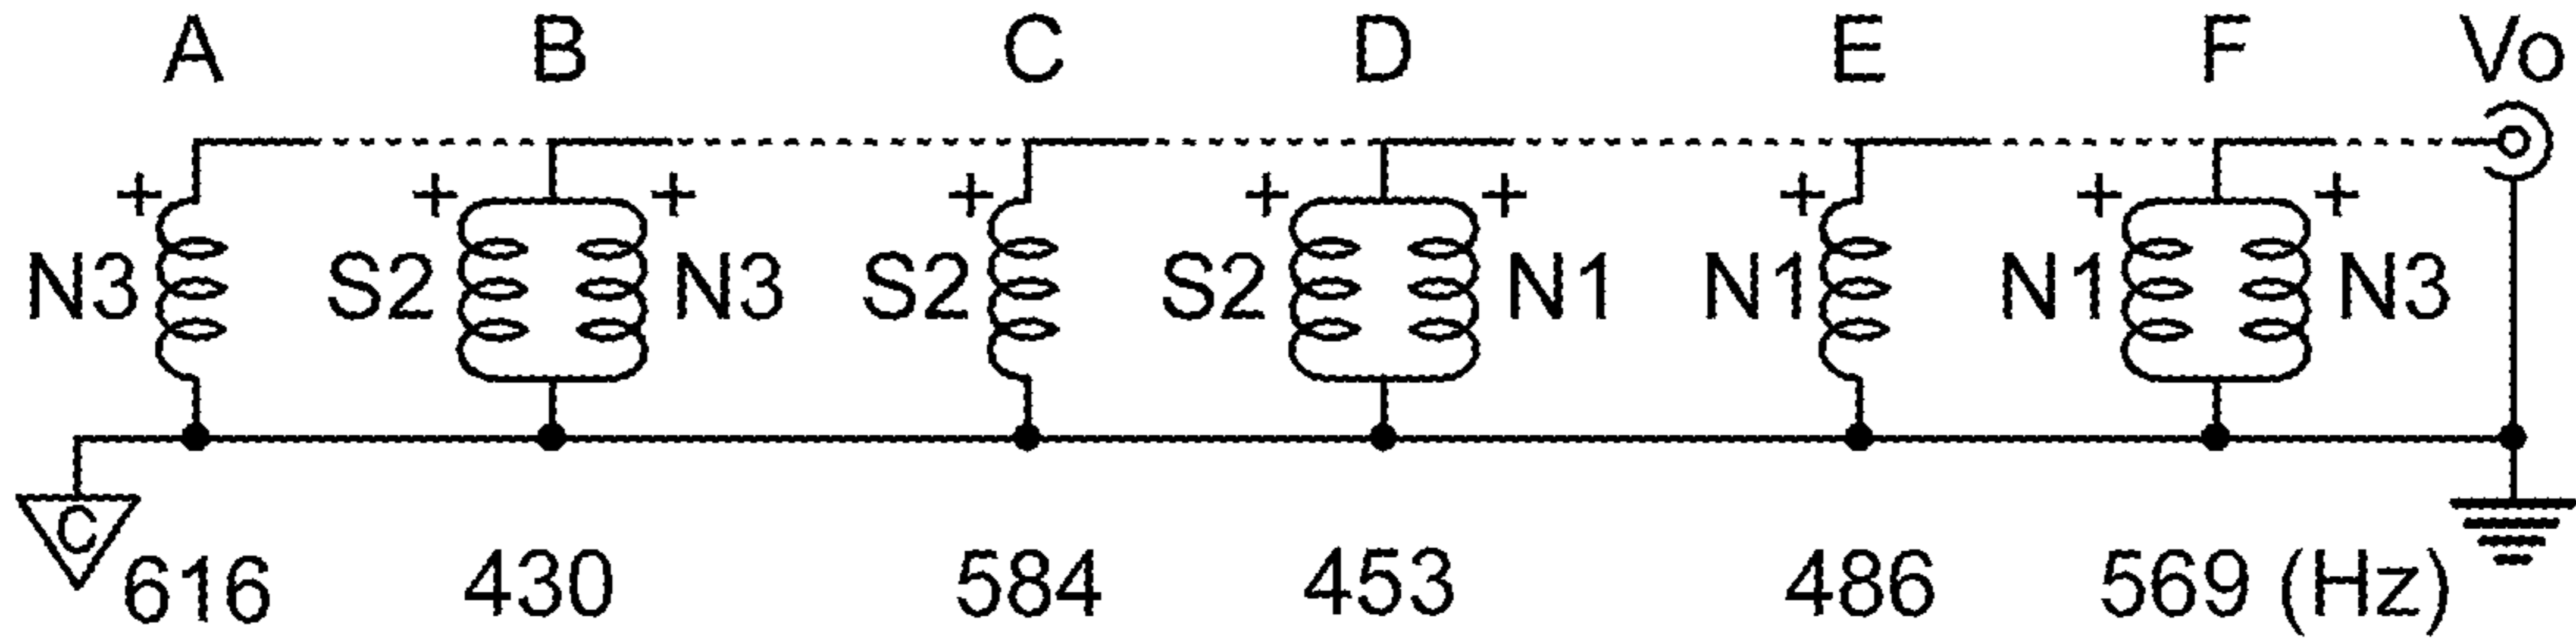 A B C D E F Vo
+ + + + + + + + +
N3 S2 N3 S2 S2 N1 N1 N1 N3
C
616 430 584 453 486 569 (Hz)